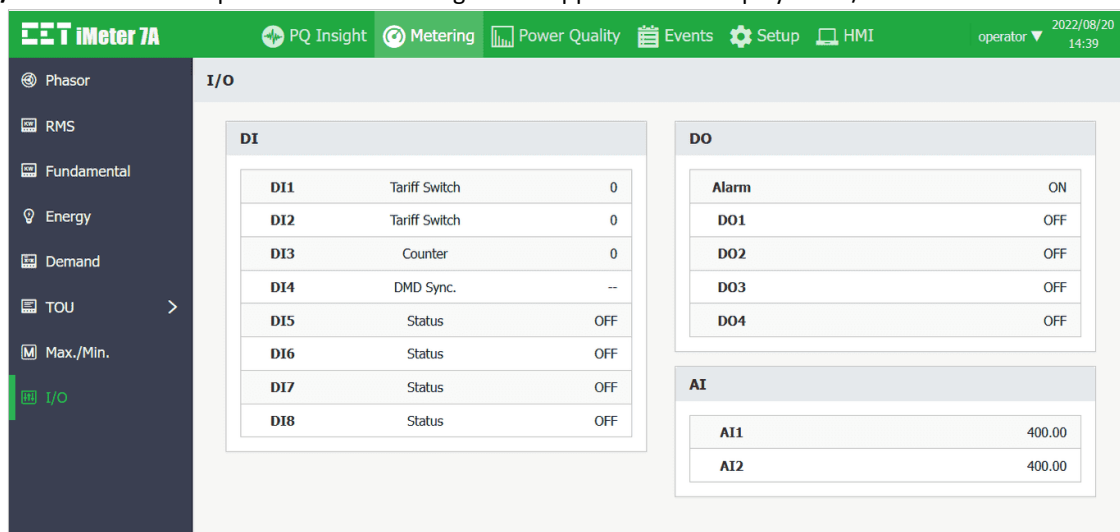 CET iMeter 7A
PQ Insight
Metering
Power Quality
Events
Setup
HMI
operator ▼
2022/08/20
14:39
Phasor
RMS
Fundamental
Energy
Demand
TOU >
Max./Min.
I/O
I/O
DI
DI1 Tariff Switch 0
DI2 Tariff Switch 0
DI3 Counter 0
DI4 DMD Sync. --
DI5 Status OFF
DI6 Status OFF
DI7 Status OFF
DI8 Status OFF
DO
Alarm ON
DO1 OFF
DO2 OFF
DO3 OFF
DO4 OFF
AI
AI1 400.00
AI2 400.00